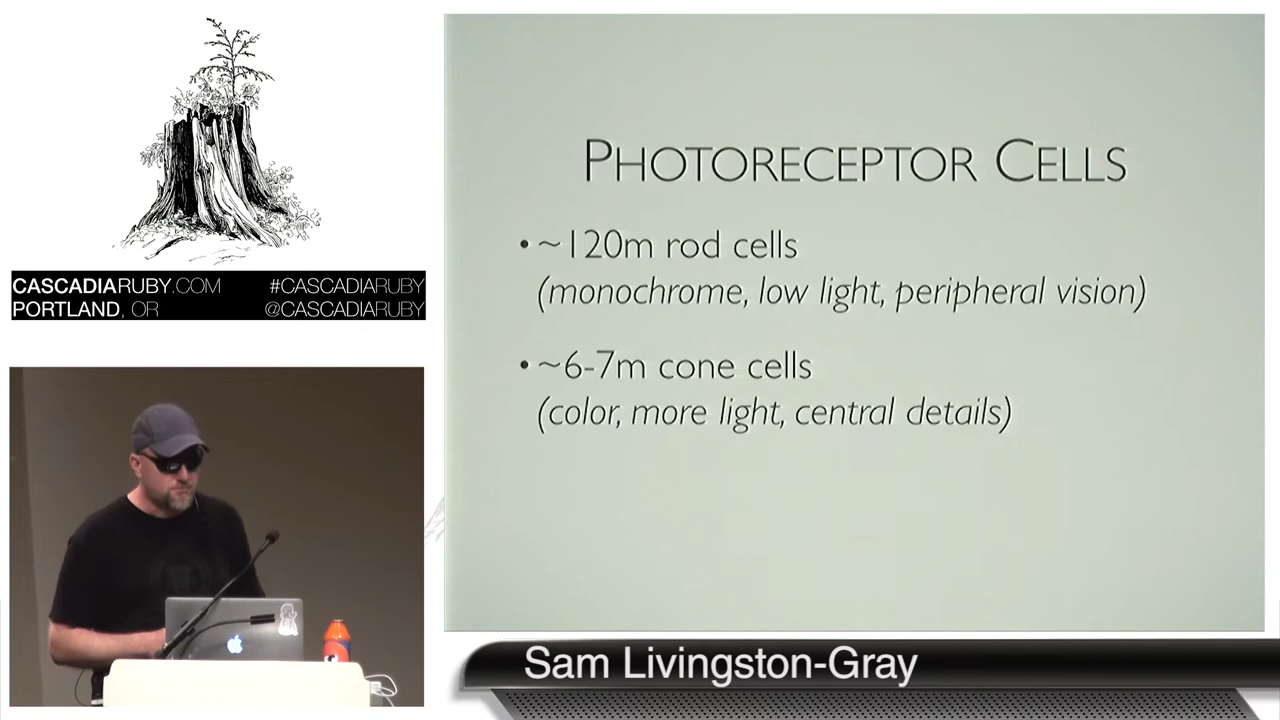 CASCADIARUBY.COM #CASCADIARUBY
PORTLAND, OR @CASCADIARUBY
PHOTORECEPTOR CELLS
• ~120m rod cells
(monochrome, low light, peripheral vision)
• ~6-7m cone cells
(color, more light, central details)
Sam Livingston-Gray